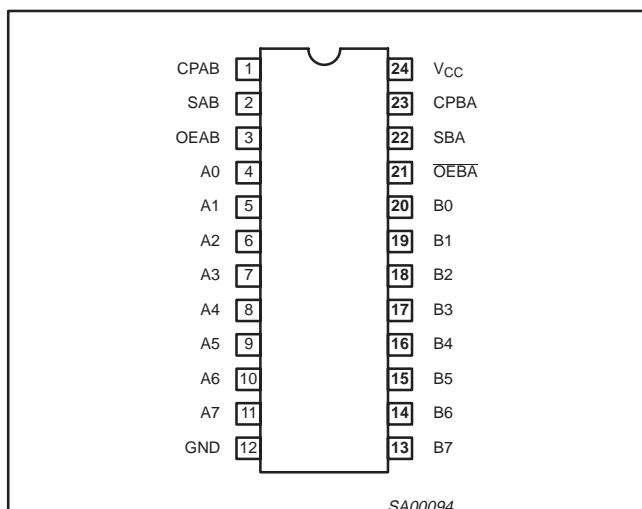 CPAB 1 24 VCC
SAB 2 23 CPBA
OEAB 3 22 SBA
A0 4 21 OEBA
A1 5 20 B0
A2 6 19 B1
A3 7 18 B2
A4 8 17 B3
A5 9 16 B4
A6 10 15 B5
A7 11 14 B6
GND 12 13 B7
SA00094